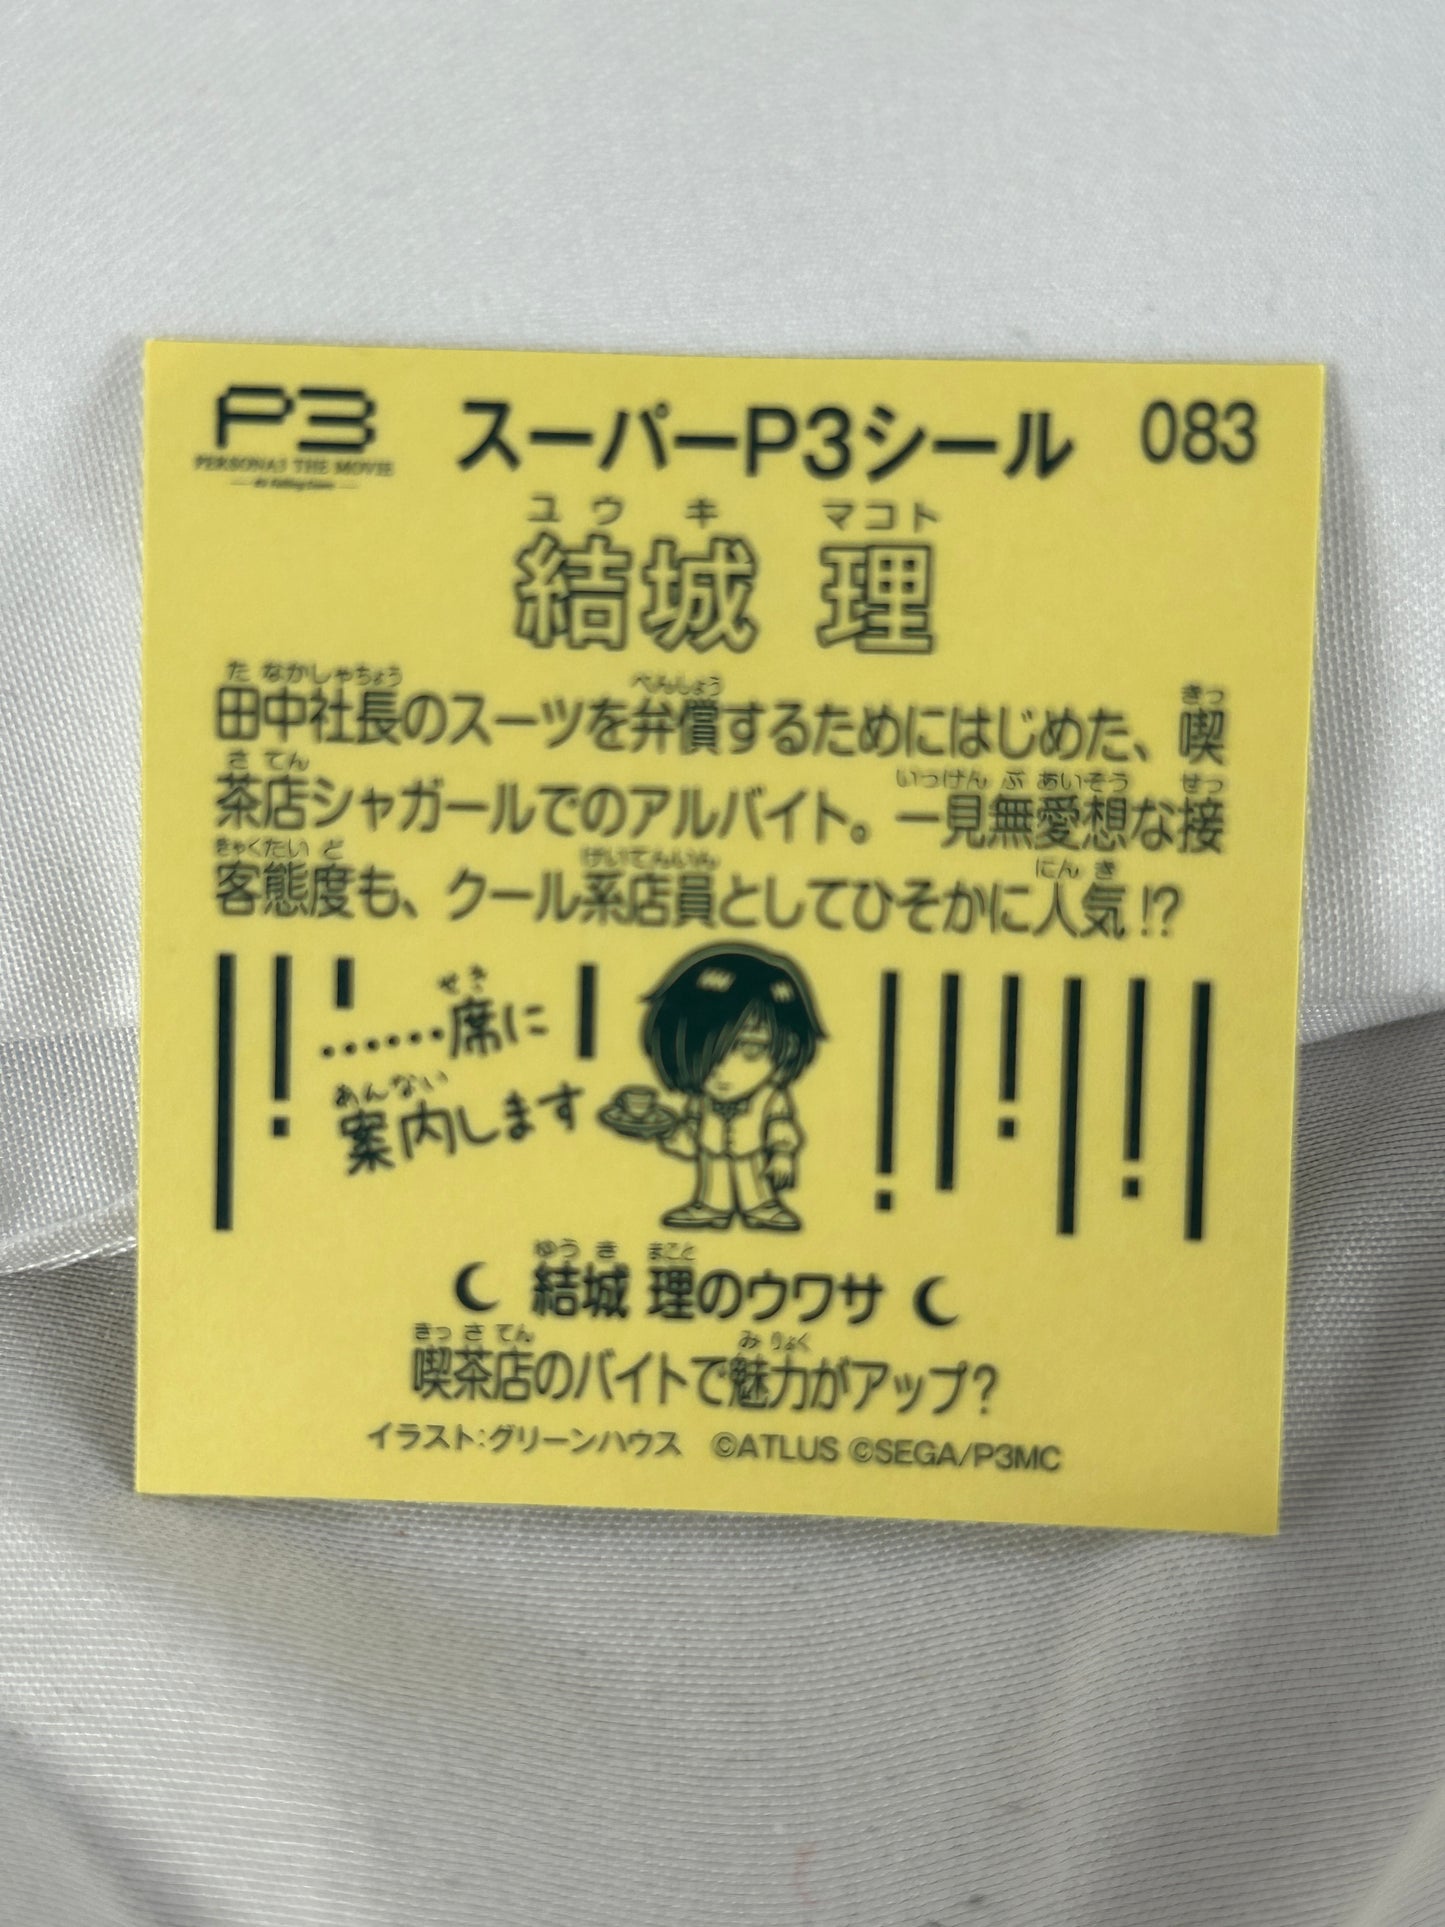 P3 スーパーP3シール 083
PERSONA3 THE MOVIE
ユウキ マコト
結城 理
たなかしゃちょう べんしょう きっ
田中社長のスーツを弁償するためにはじめた、喫
さてん いっけんぶあいそう せっ
茶店シャガールでのアルバイト。一見無愛想な接
きゃくたいど けいてんいん にんき
客態度も、クール系店員としてひそかに人気!?
せき
……席に
あんない
案内します
ゆうき まこと
結城 理のウワサ
きっさてん みりょく
喫茶店のバイトで魅力がアップ?
イラスト:グリーンハウス ©ATLUS ©SEGA/P3MC